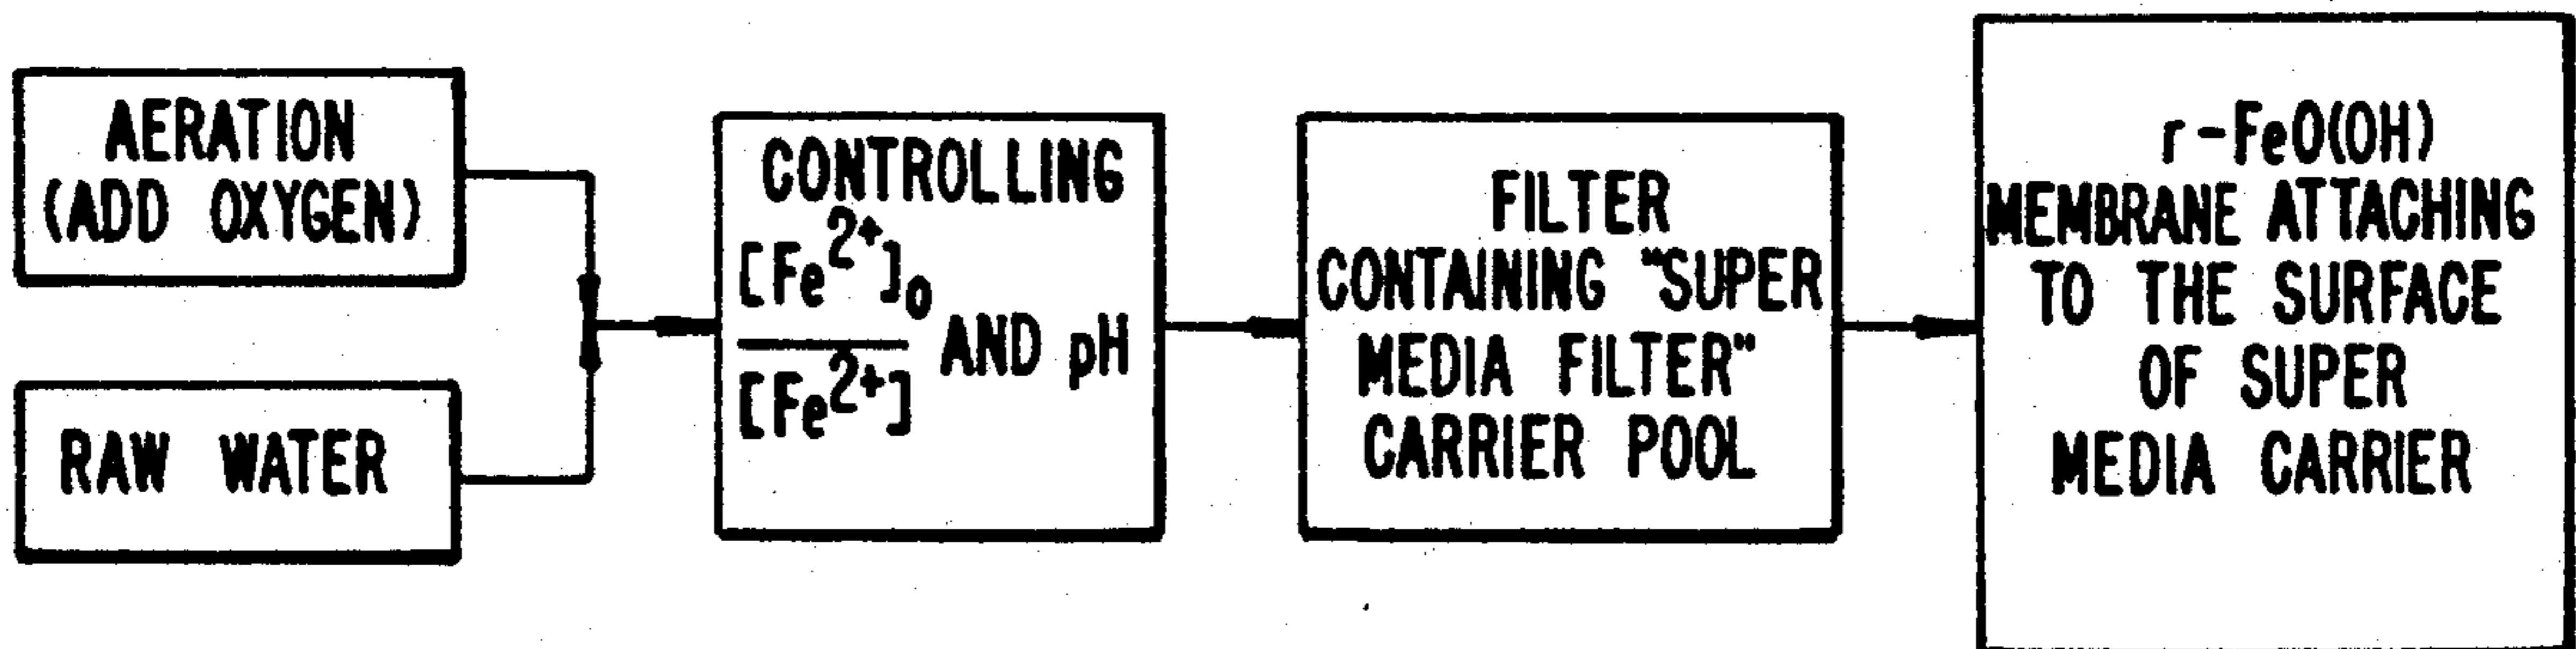 AERATION
(ADD OXYGEN)
RAW WATER
CONTROLLING
[Fe²⁺]₀
AND pH
[Fe²⁺]
FILTER
CONTAINING "SUPER
MEDIA FILTER"
CARRIER POOL
r-FeO(OH)
MEMBRANE ATTACHING
TO THE SURFACE
OF SUPER
MEDIA CARRIER